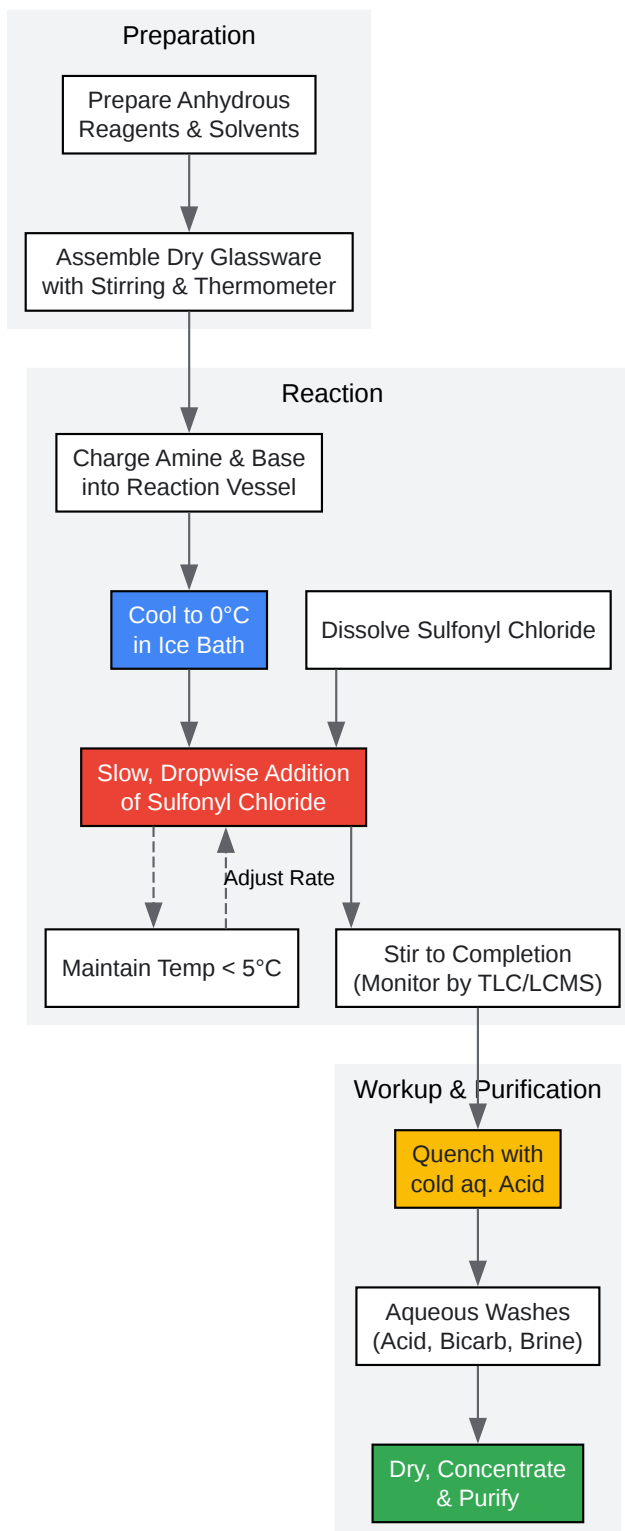 Preparation
Prepare Anhydrous
Reagents & Solvents
Assemble Dry Glassware
with Stirring & Thermometer
Reaction
Charge Amine & Base
into Reaction Vessel
Cool to 0°C
in Ice Bath
Dissolve Sulfonyl Chloride
Slow, Dropwise Addition
of Sulfonyl Chloride
Adjust Rate
Maintain Temp < 5°C
Stir to Completion
(Monitor by TLC/LCMS)
Workup & Purification
Quench with
cold aq. Acid
Aqueous Washes
(Acid, Bicarb, Brine)
Dry, Concentrate
& Purify